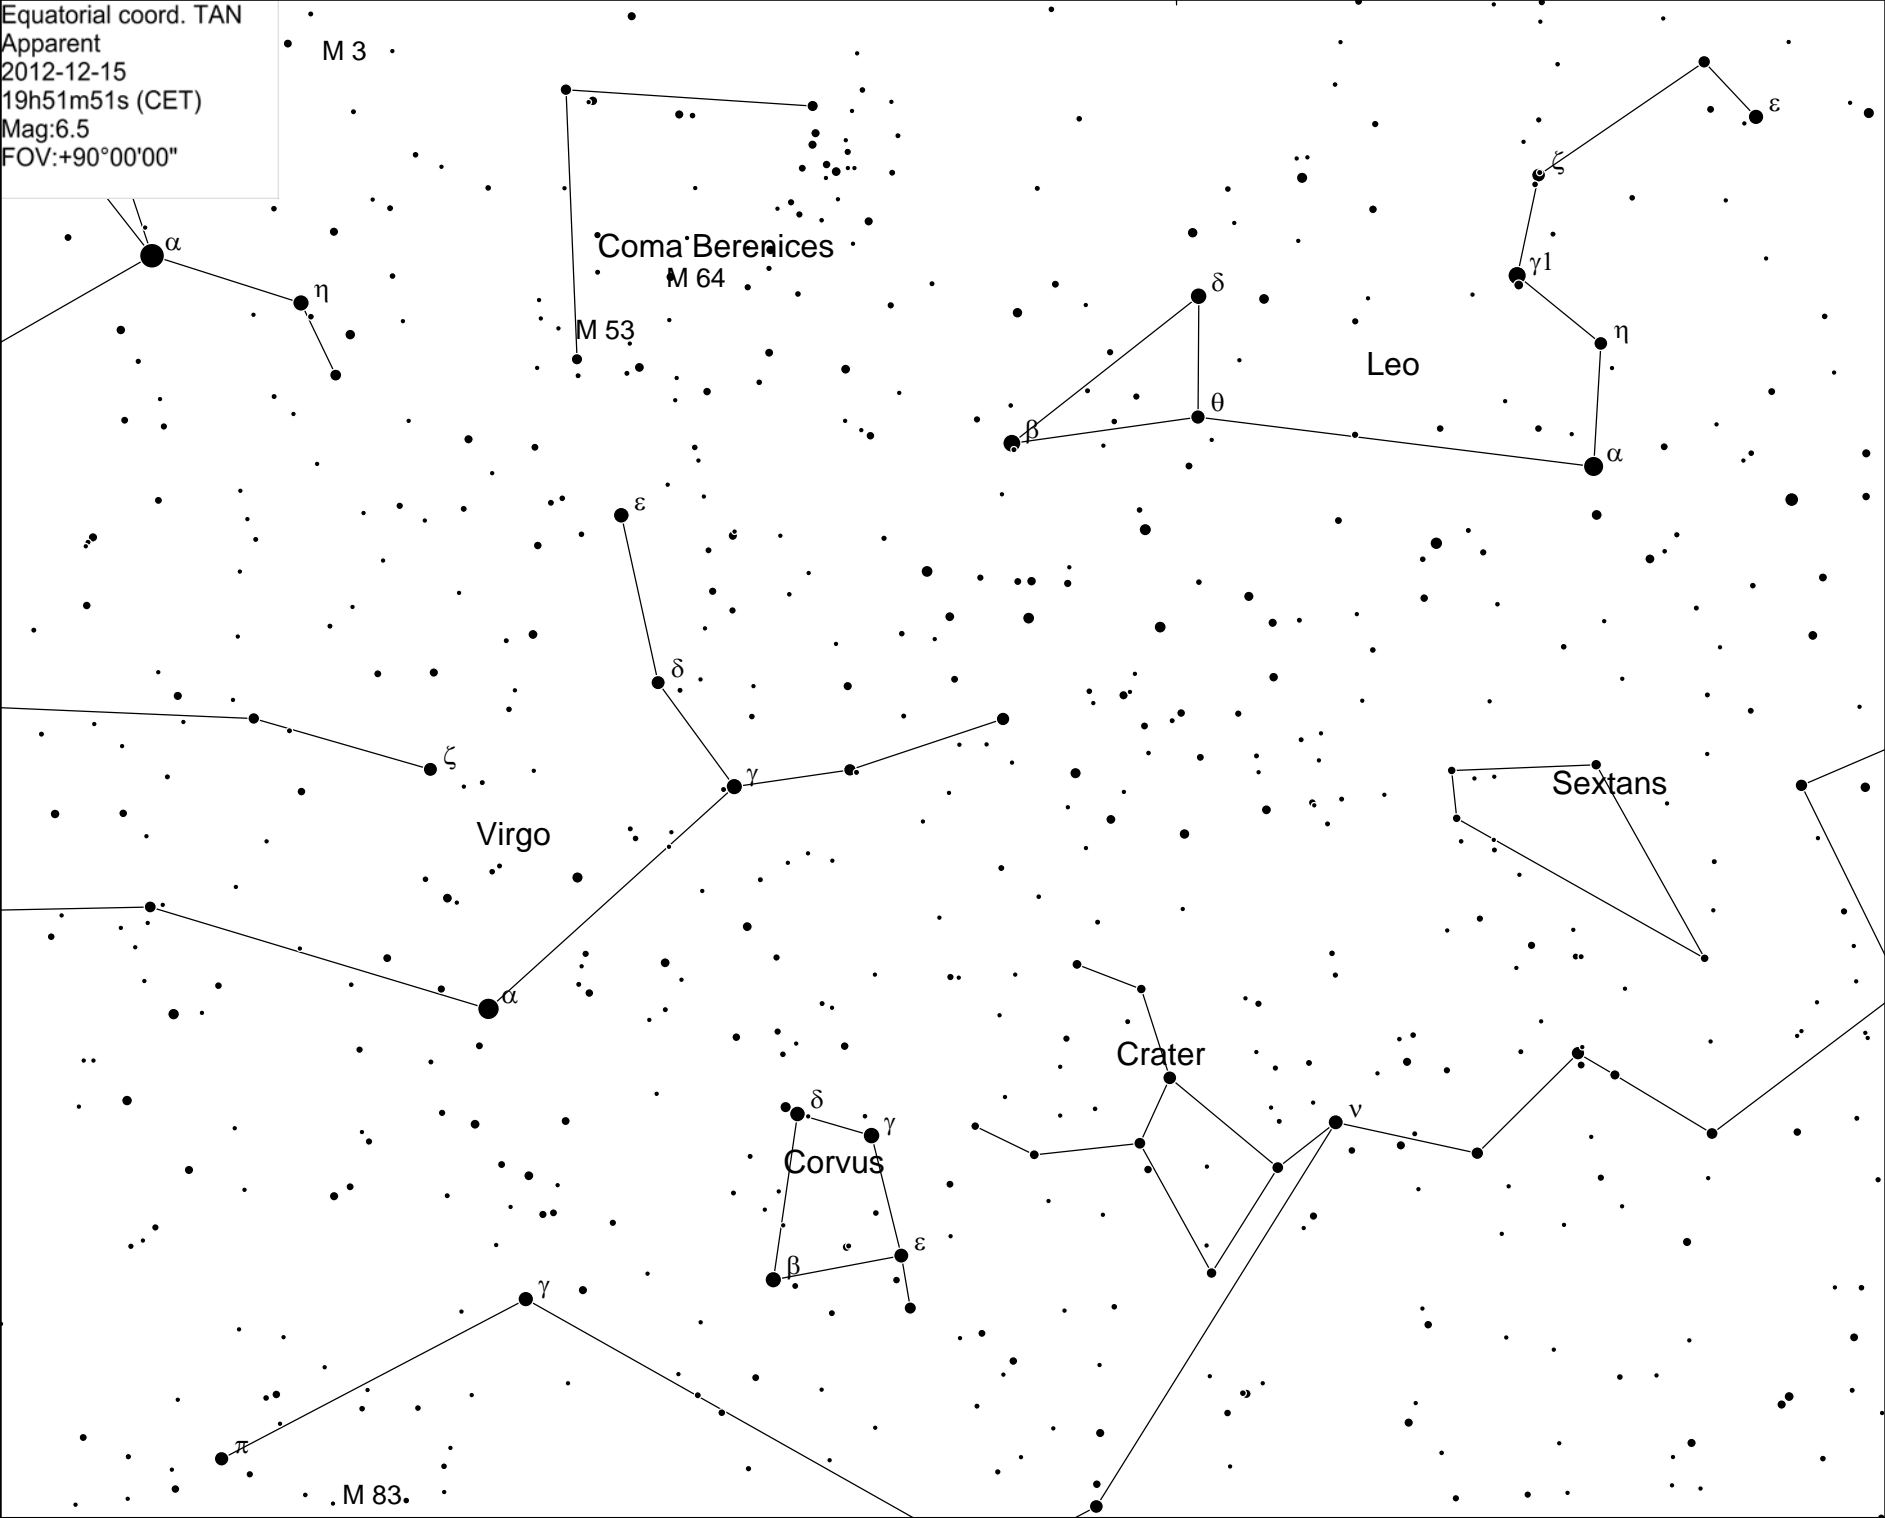 Equatorial coord. TAN
Apparent
2012-12-15
19h51m51s (CET)
Mag:6.5
FOV:+90°00'00"
M 3
ε
ζ
α
Coma Berenices
γ1
M 64
η
δ
M 53
η
Leo
θ
β
α
ε
δ
ζ
γ
Sextans
Virgo
α
Crater
δ
ν
γ
Corvus
ε
β
γ
π
M 83